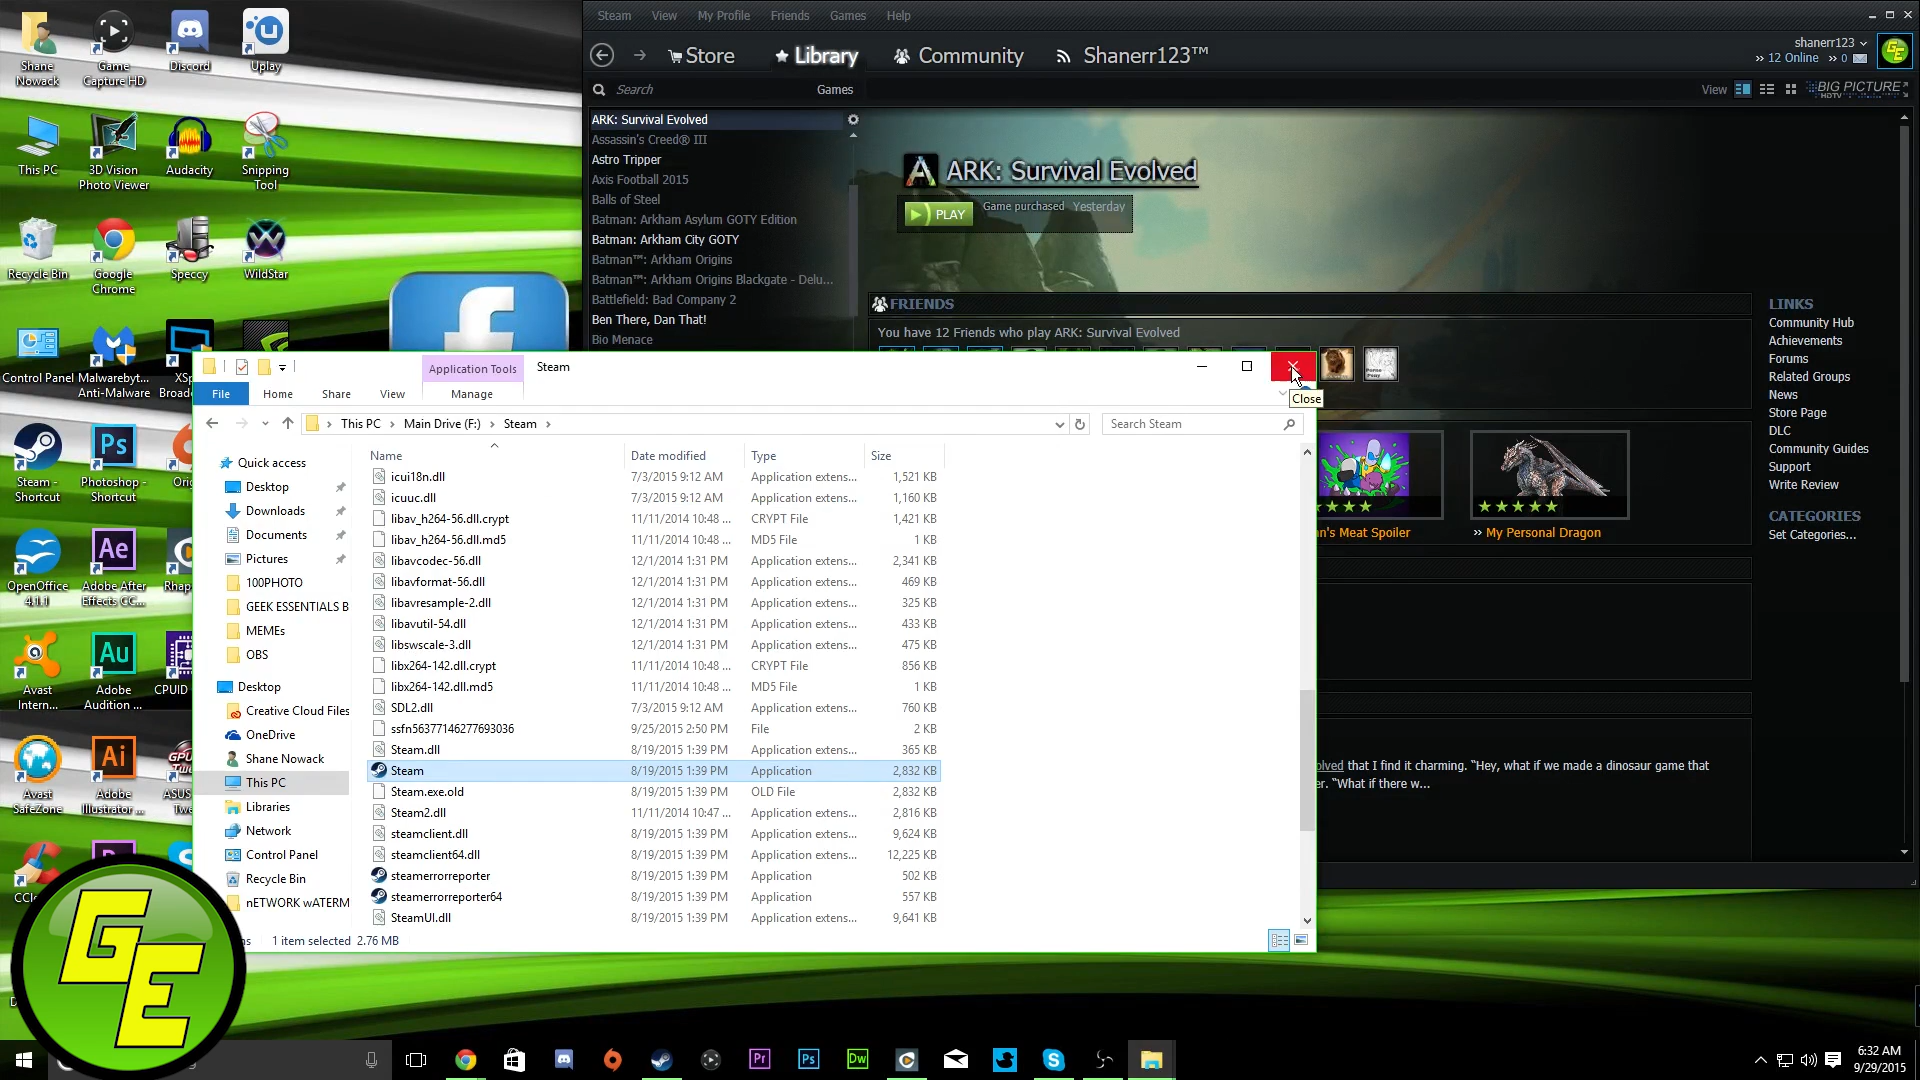 Shane Nowack
Game Capture HD
Discord
Uplay
This PC
3D Vision Photo Viewer
Audacity
Snipping Tool
Recycle Bin
Google Chrome
Speccy
WildStar
Control Panel
Malwarebyt... Anti-Malware
Steam - Shortcut
Photoshop - Shortcut
OpenOffice 4.1.1
Adobe After Effects CC...
Avast Intern...
Adobe Audition ...
CPUID
Avast SafeZone
Adobe Illustrator ...
Steam View My Profile Friends Games Help
Store Library Community Shanerr123™
shanerr123
» 12 Online » 0
Search
Games
View
BIG PICTURE
HDTV
ARK: Survival Evolved
Assassin's Creed® III
Astro Tripper
Axis Football 2015
Balls of Steel
Batman: Arkham Asylum GOTY Edition
Batman: Arkham City GOTY
Batman™: Arkham Origins
Batman™: Arkham Origins Blackgate - Delu...
Battlefield: Bad Company 2
Ben There, Dan That!
Bio Menace
ARK: Survival Evolved
PLAY
Game purchased Yesterday
FRIENDS
You have 12 Friends who play ARK: Survival Evolved
LINKS
Community Hub
Achievements
Forums
Related Groups
News
Store Page
DLC
Community Guides
Support
Write Review
CATEGORIES
Set Categories...
n's Meat Spoiler
» My Personal Dragon
that I find it charming. “Hey, what if we made a dinosaur game that
“What if there w...
Application Tools
Steam
File Home Share View Manage
Close
This PC › Main Drive (F:) › Steam ›
Search Steam
Quick access
Desktop
Downloads
Documents
Pictures
100PHOTO
GEEK ESSENTIALS B
MEMEs
OBS
Desktop
Creative Cloud Files
OneDrive
Shane Nowack
This PC
Libraries
Network
Control Panel
Recycle Bin
nETWORK wATERM
Name Date modified Type Size
icui18n.dll 7/3/2015 9:12 AM Application extens... 1,521 KB
icuuc.dll 7/3/2015 9:12 AM Application extens... 1,160 KB
libav_h264-56.dll.crypt 11/11/2014 10:48 ... CRYPT File 1,421 KB
libav_h264-56.dll.md5 11/11/2014 10:48 ... MD5 File 1 KB
libavcodec-56.dll 12/1/2014 1:31 PM Application extens... 2,341 KB
libavformat-56.dll 12/1/2014 1:31 PM Application extens... 469 KB
libavresample-2.dll 12/1/2014 1:31 PM Application extens... 325 KB
libavutil-54.dll 12/1/2014 1:31 PM Application extens... 433 KB
libswscale-3.dll 12/1/2014 1:31 PM Application extens... 475 KB
libx264-142.dll.crypt 11/11/2014 10:48 ... CRYPT File 856 KB
libx264-142.dll.md5 11/11/2014 10:48 ... MD5 File 1 KB
SDL2.dll 7/3/2015 9:12 AM Application extens... 760 KB
ssfn56377146277693036 9/25/2015 2:50 PM File 2 KB
Steam.dll 8/19/2015 1:39 PM Application extens... 365 KB
Steam 8/19/2015 1:39 PM Application 2,832 KB
Steam.exe.old 8/19/2015 1:39 PM OLD File 2,832 KB
Steam2.dll 11/11/2014 10:47 ... Application extens... 2,816 KB
steamclient.dll 8/19/2015 1:39 PM Application extens... 9,624 KB
steamclient64.dll 8/19/2015 1:39 PM Application extens... 12,225 KB
steamerrorreporter 8/19/2015 1:39 PM Application 502 KB
steamerrorreporter64 8/19/2015 1:39 PM Application 557 KB
SteamUI.dll 8/19/2015 1:39 PM Application extens... 9,641 KB
1 item selected 2.76 MB
GE
6:32 AM
9/29/2015